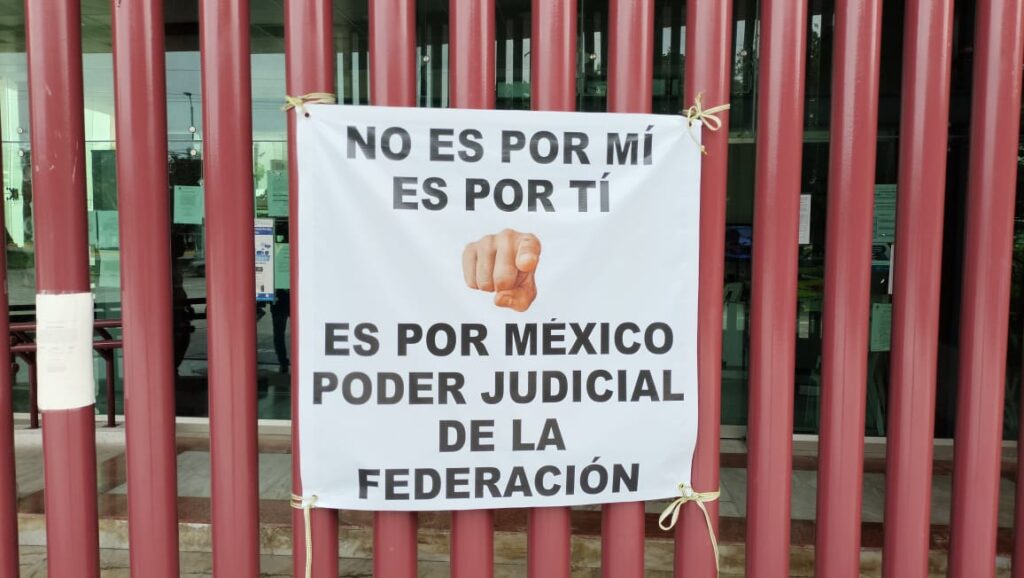 NO ES POR MÍ
ES POR TÍ
ES POR MÉXICO
PODER JUDICIAL
DE LA
FEDERACIÓN